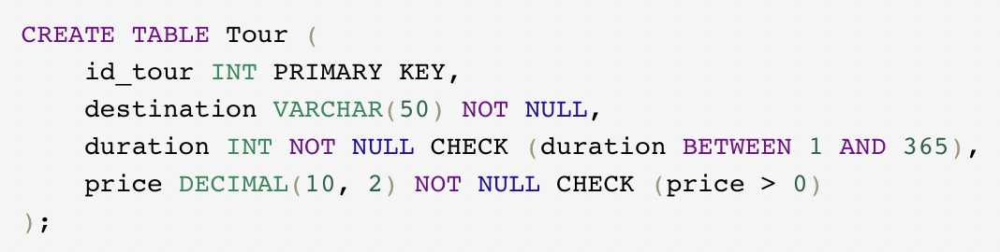 CREATE TABLE Tour (
    id_tour INT PRIMARY KEY,
    destination VARCHAR(50) NOT NULL,
    duration INT NOT NULL CHECK (duration BETWEEN 1 AND 365),
    price DECIMAL(10, 2) NOT NULL CHECK (price > 0)
);